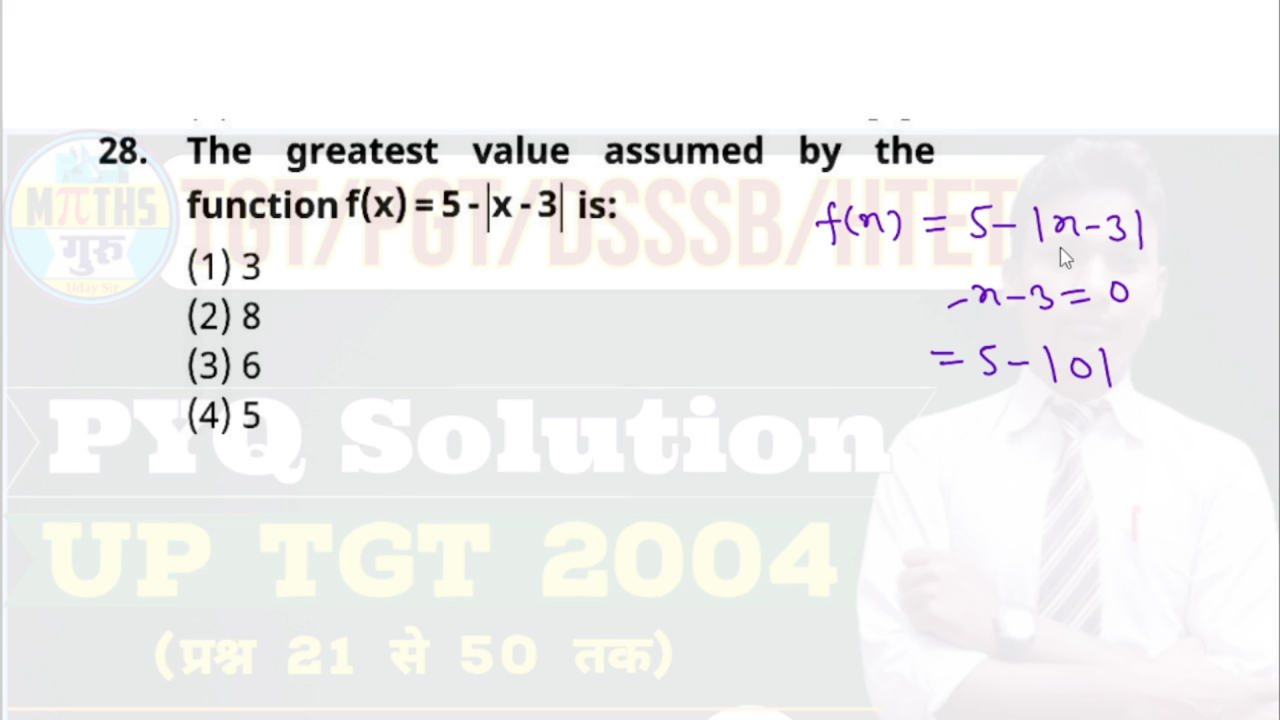 28. The greatest value assumed by the
function f(x) = 5 - |x - 3| is:
(1) 3
(2) 8
(3) 6
(4) 5
f(x) = 5 - |x - 3|
-x - 3 = 0
= 5 - |0|
MπTHS
गुरु
Uday Sir
TGT/PGT/DSSSB/HTET
PYQ Solution
UP TGT 2004
(प्रश्न 21 से 50 तक)